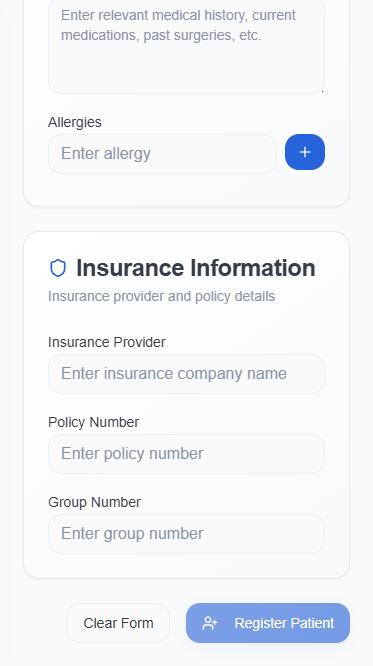 Enter relevant medical history, current
medications, past surgeries, etc.
Allergies
Enter allergy
Insurance Information
Insurance provider and policy details
Insurance Provider
Enter insurance company name
Policy Number
Enter policy number
Group Number
Enter group number
Clear Form
Register Patient